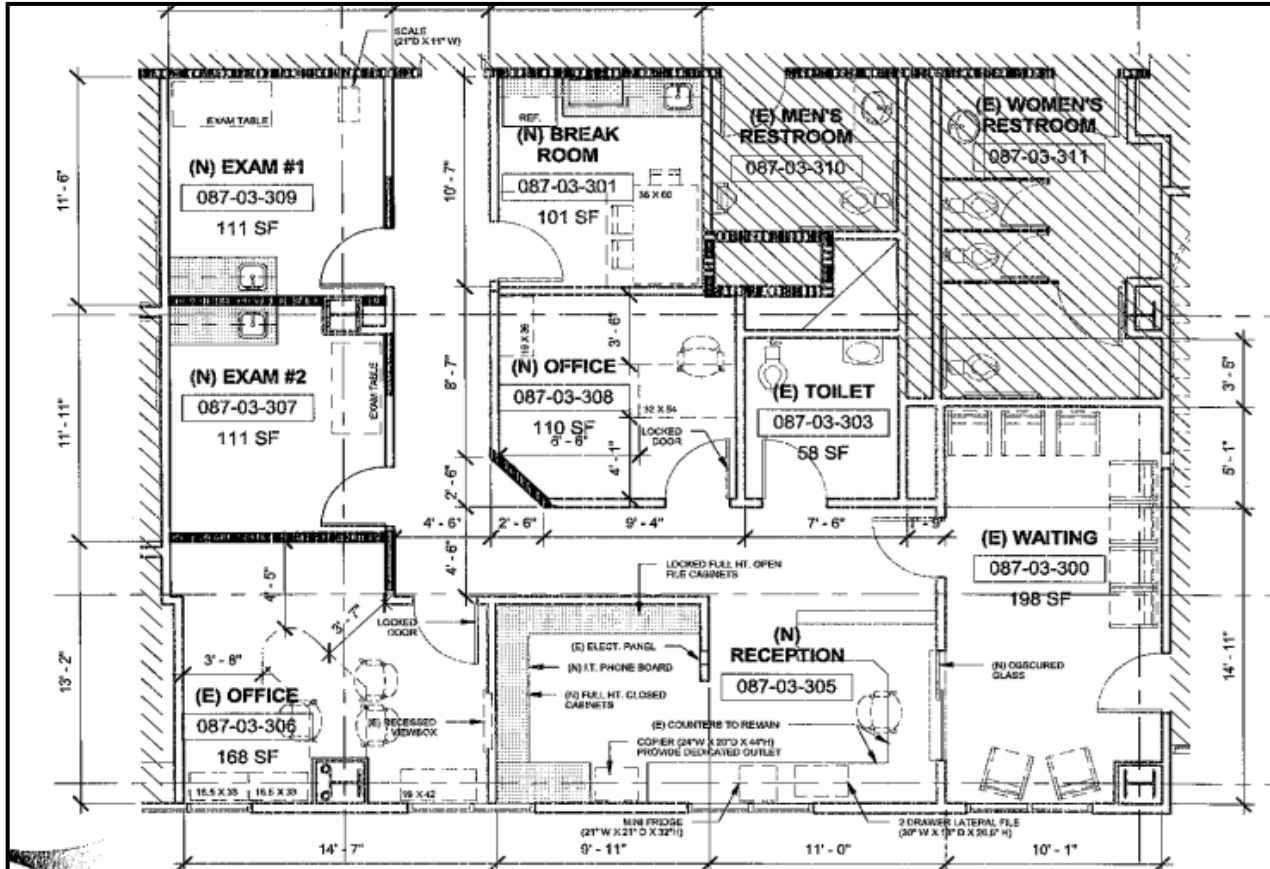 SCALE
(21"D X 11" W)
EXAM TABLE
(N) EXAM #1
087-03-309
111 SF
11' - 6"
10' - 7"
REF.
(N) BREAK
ROOM
087-03-301
101 SF
36 X 60
(E) MEN'S
RESTROOM
087-03-310
(E) WOMEN'S
RESTROOM
087-03-311
(N) EXAM #2
087-03-307
111 SF
EXAM TABLE
11' - 11"
8' - 7"
2' - 6"
18 X 36
3' - 6"
(N) OFFICE
087-03-308
110 SF
6' - 6"
32 X 54
LOCKED
DOOR
4' - 1"
(E) TOILET
087-03-303
58 SF
3' - 5"
5' - 1"
4' - 6"
2' - 6"
9' - 4"
7' - 6"
1' - 9"
4' - 6"
(E) WAITING
087-03-300
198 SF
14' - 11"
LOCKED FULL HT. OPEN
FILE CABINETS
4' - 5"
3' - 7"
LOCKED
DOOR
13' - 2"
3' - 8"
(E) OFFICE
087-03-306
168 SF
(E) RECESSED
VIEWBOX
16.5 X 33
16.5 X 33
19 X 42
(E) ELECT. PANEL
(N) I.T. PHONE BOARD
(N) FULL HT. CLOSED
CABINETS
(N)
RECEPTION
087-03-305
(N) OBSCURED
GLASS
(E) COUNTERS TO REMAIN
COPIER (24"W X 20"D X 44"H)
PROVIDE DEDICATED OUTLET
MINI FRIDGE
(21" W X 21" D X 32"H)
2 DRAWER LATERAL FILE
14' - 7"
9' - 11"
11' - 0"
10' - 1"